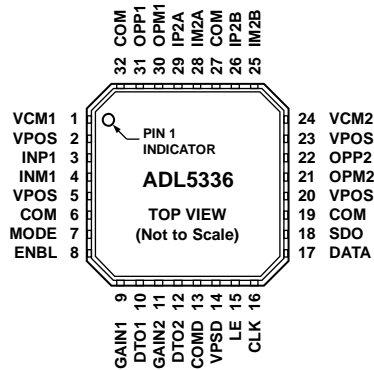 32 COM
31 OPP1
30 OPM1
29 IP2A
28 IM2A
27 COM
26 IP2B
25 IM2B
VCM1 1
VPOS 2
INP1 3
INM1 4
VPOS 5
COM 6
MODE 7
ENBL 8
PIN 1
INDICATOR
ADL5336
TOP VIEW
(Not to Scale)
24 VCM2
23 VPOS
22 OPP2
21 OPM2
20 VPOS
19 COM
18 SDO
17 DATA
GAIN1 9
DTO1 10
GAIN2 11
DTO2 12
COMD 13
VPSD 14
LE 15
CLK 16